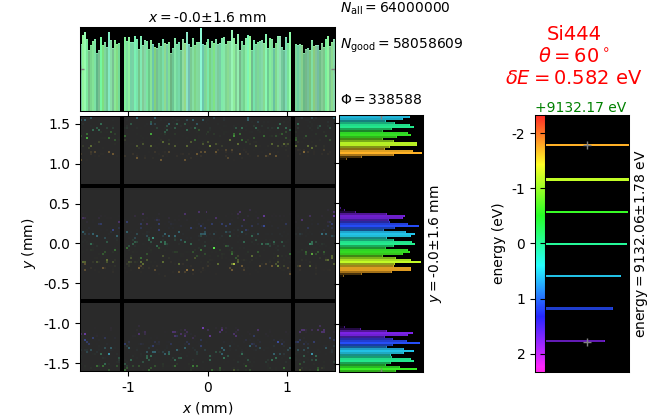 x = -0.0±1.6 mm
N_all = 64000000
N_good = 58058609
Φ = 338588
Si444
θ = 60°
δE = 0.582 eV
+9132.17 eV
1.5
1.0
0.5
0.0
-0.5
-1.0
-1.5
y (mm)
-1
0
1
x (mm)
y = -0.0±1.6 mm
-2
-1
0
1
2
energy (eV)
energy = 9132.06±1.78 eV